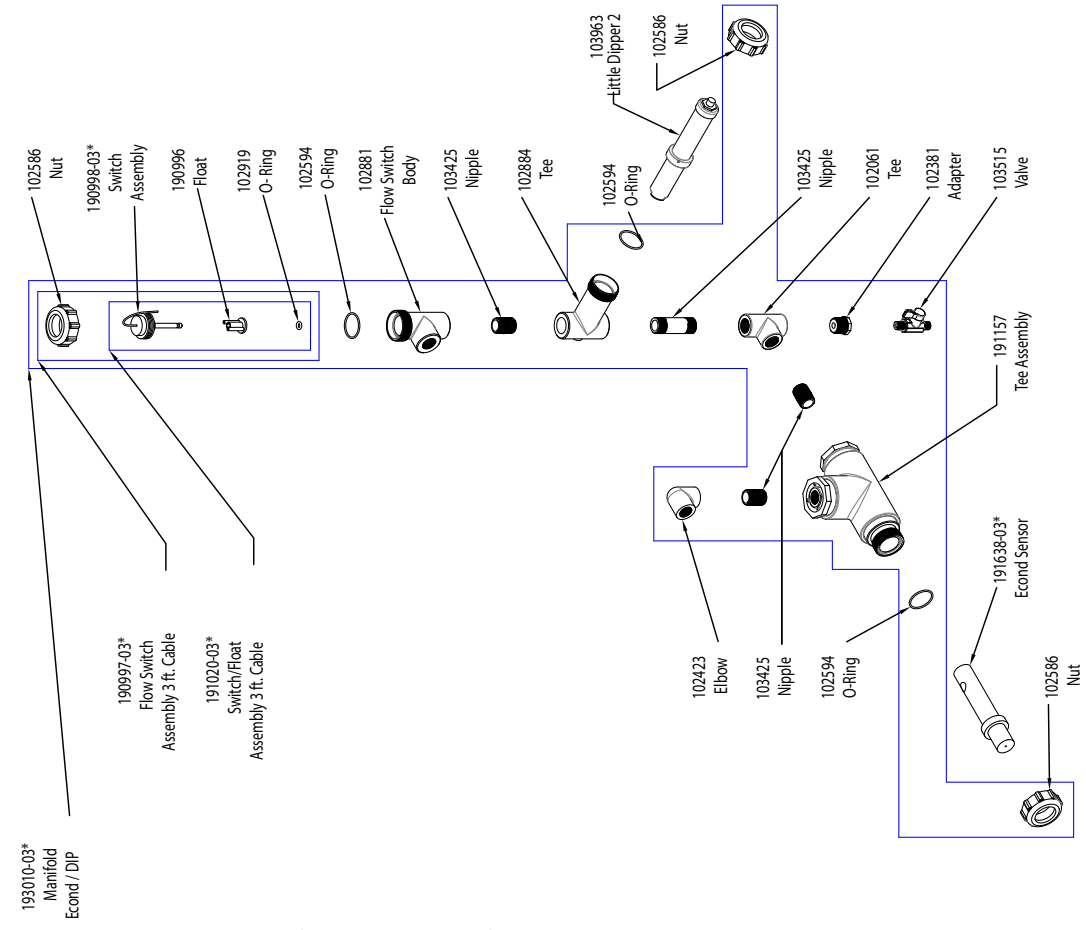 102586
Nut
190998-03*
Switch
Assembly
190996
Float
102919
O- Ring
102594
O-Ring
102881
Flow Switch
Body
103425
Nipple
102884
Tee
102594
O-Ring
103963
Little Dipper 2
102586
Nut
103425
Nipple
102061
Tee
102381
Adapter
103515
Valve
191157
Tee Assembly
191638-03*
Econd Sensor
102586
Nut
102423
Elbow
103425
Nipple
102594
O-Ring
190997-03*
Flow Switch
Assembly 3 ft. Cable
191020-03*
Switch/Float
Assembly 3 ft. Cable
193010-03*
Manifold
Econd / DIP